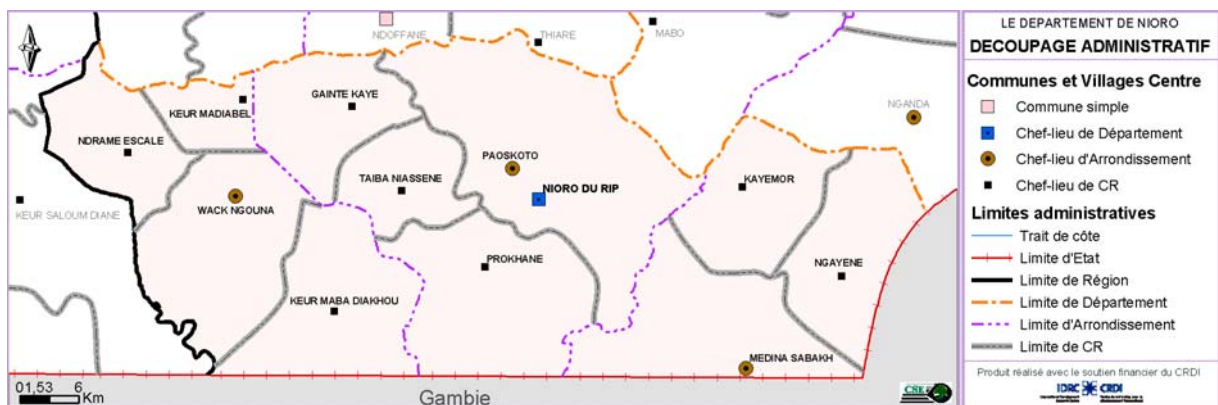 NDOFFANE
THIARE
MABO
KEUR MADIABEL
GAINTE KAYE
NGANDA
NDRAME ESCALE
PAOSKOTO
TAIBA NIASSENE
NIORO DU RIP
KAYEMOR
KEUR SALOUM DIANE
WACK NGOUNA
PROKHANE
NGAYENE
KEUR MABA DIAKHOU
MEDINA SABAKH
01,53 6
Km
Gambie
CSE
LE DEPARTEMENT DE NIORO
DECOUPAGE ADMINISTRATIF
Communes et Villages Centre
Commune simple
Chef-lieu de Département
Chef-lieu d'Arrondissement
Chef-lieu de CR
Limites administratives
Trait de côte
Limite d'Etat
Limite de Région
Limite de Département
Limite d'Arrondissement
Limite de CR
Produit réalisé avec le soutien financier du CRDI
IDRC CRDI